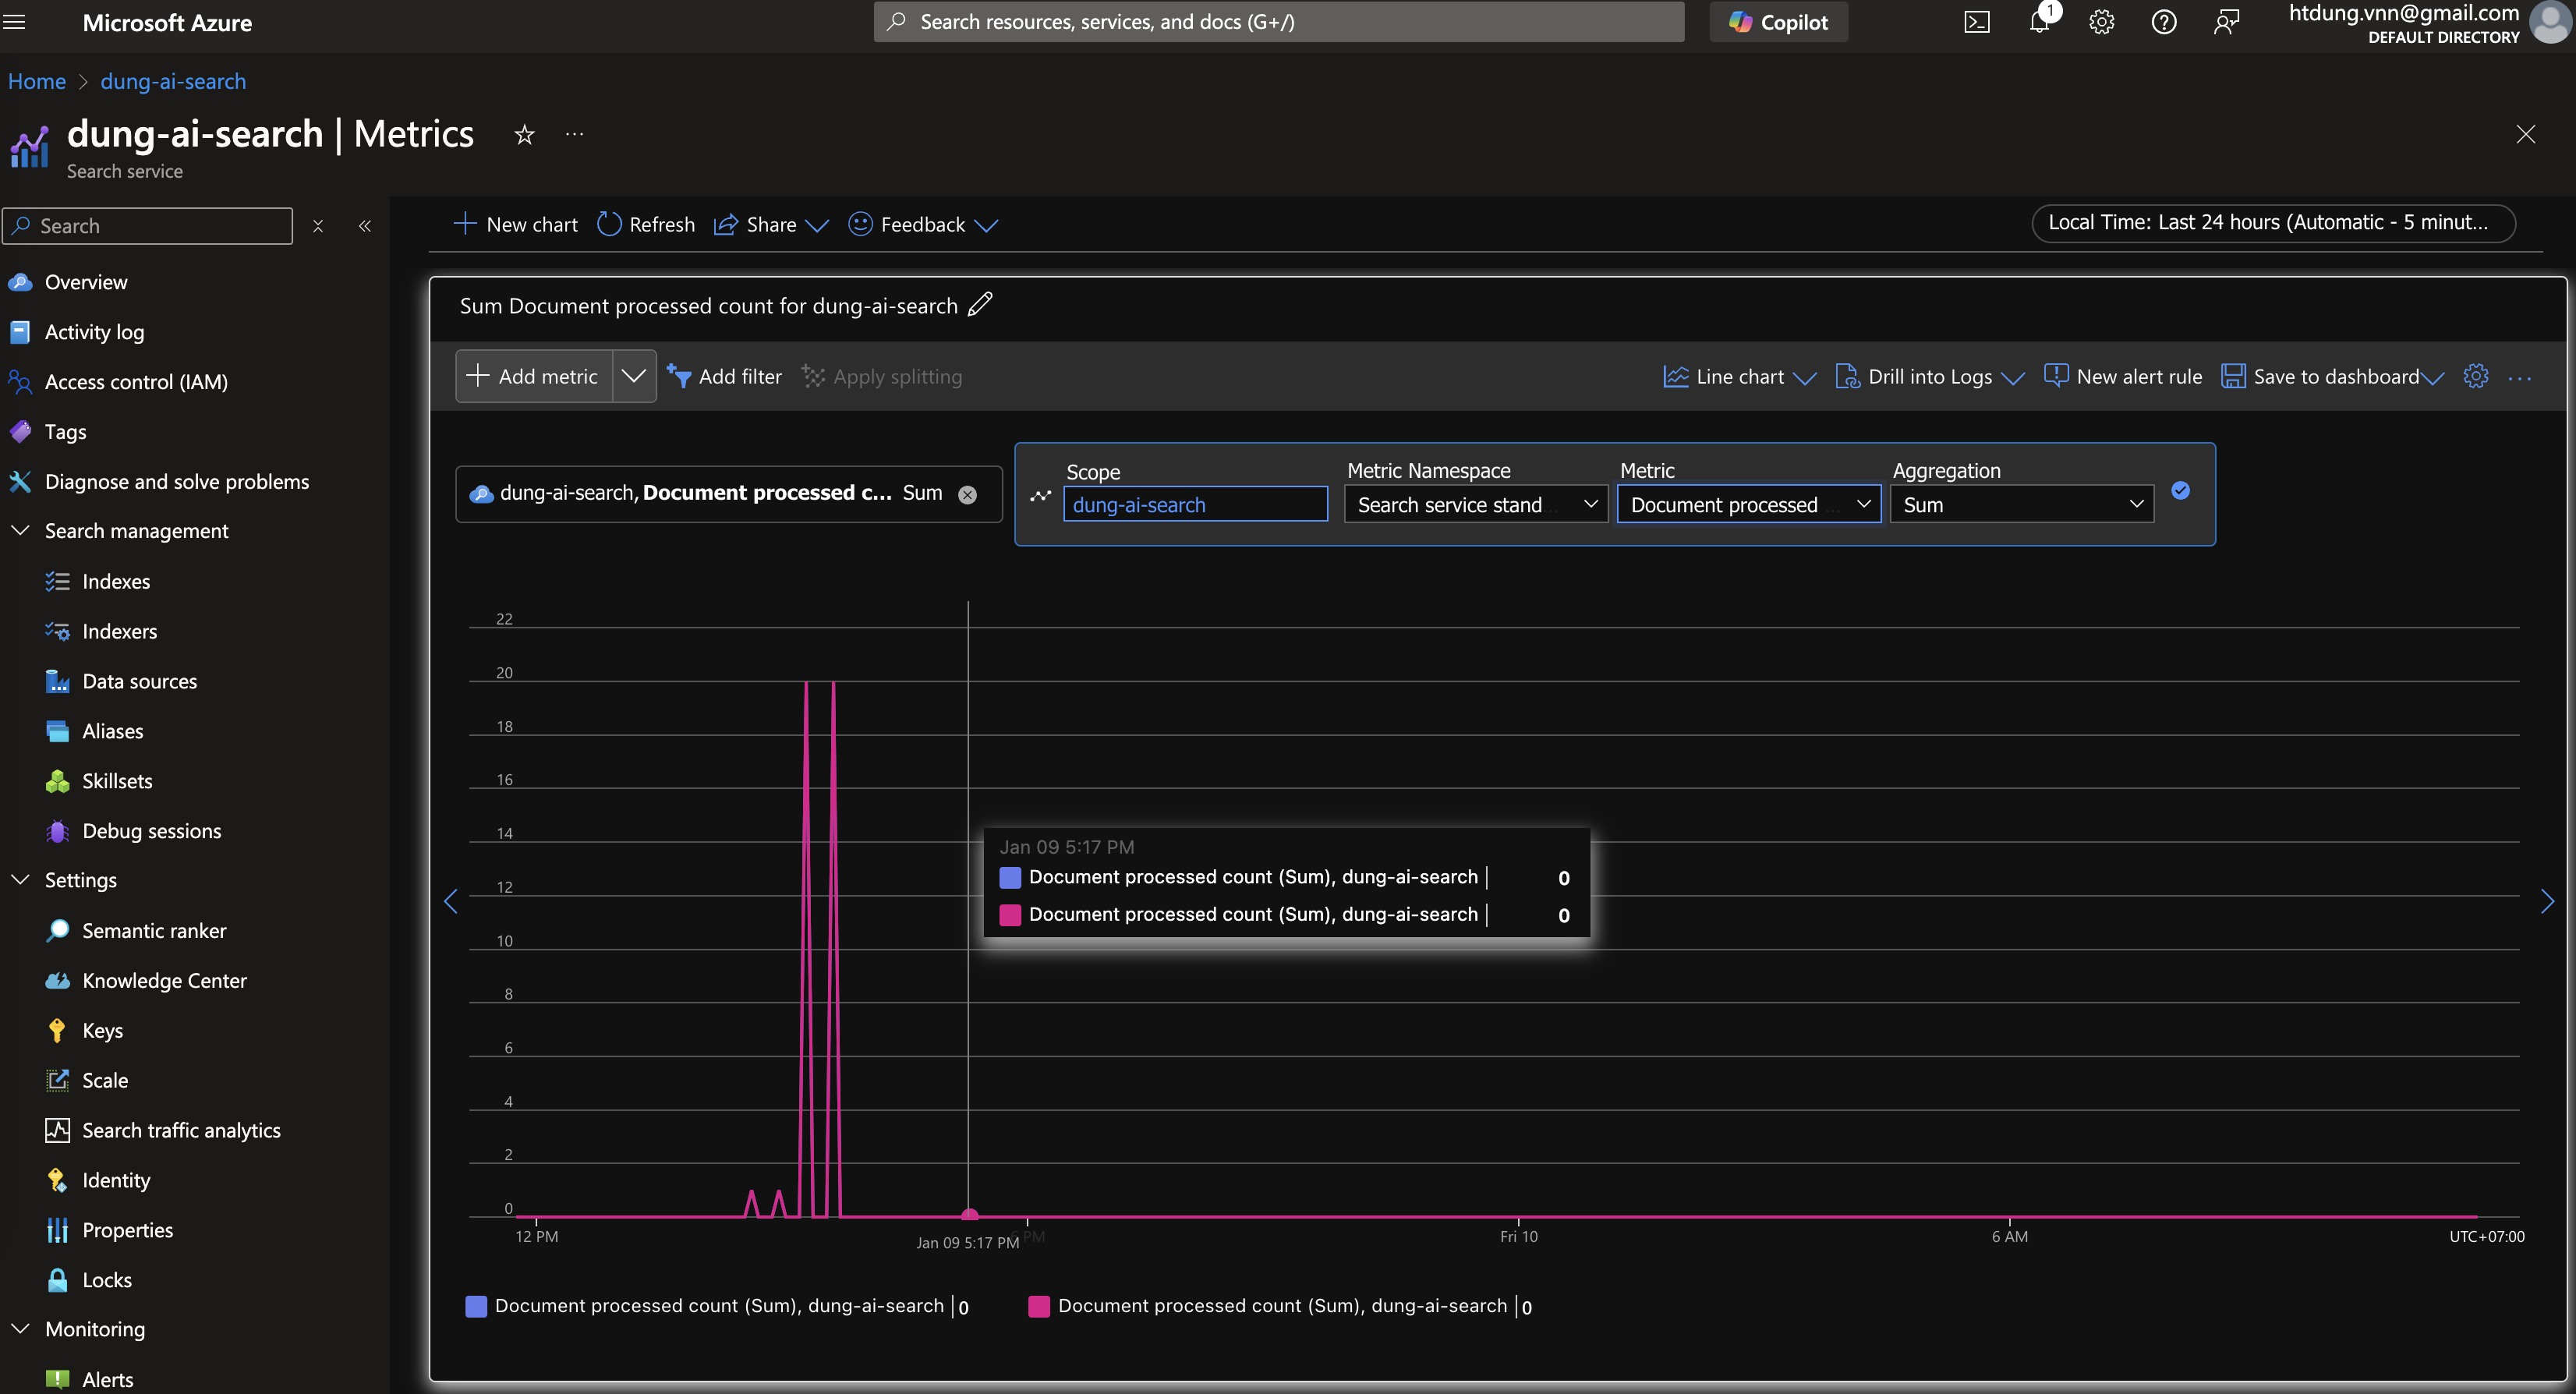 Microsoft Azure
Search resources, services, and docs (G+/)
Copilot
1
htdung.vnn@gmail.com
DEFAULT DIRECTORY
Home > dung-ai-search
dung-ai-search | Metrics
Search service
Search
Overview
Activity log
Access control (IAM)
Tags
Diagnose and solve problems
Search management
Indexes
Indexers
Data sources
Aliases
Skillsets
Debug sessions
Settings
Semantic ranker
Knowledge Center
Keys
Scale
Search traffic analytics
Identity
Properties
Locks
Monitoring
Alerts
New chart
Refresh
Share
Feedback
Local Time: Last 24 hours (Automatic - 5 minut...
Sum Document processed count for dung-ai-search
Add metric
Add filter
Apply splitting
Line chart
Drill into Logs
New alert rule
Save to dashboard
dung-ai-search, Document processed c... Sum
Scope
dung-ai-search
Metric Namespace
Search service stand
Metric
Document processed
Aggregation
Sum
22
20
18
16
14
12
10
8
6
4
2
0
Jan 09 5:17 PM
Document processed count (Sum), dung-ai-search | 0
Document processed count (Sum), dung-ai-search | 0
12 PM
Jan 09 5:17 PM
6 PM
Fri 10
6 AM
UTC+07:00
Document processed count (Sum), dung-ai-search | 0
Document processed count (Sum), dung-ai-search | 0